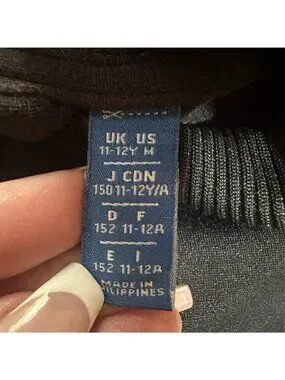 UK US
11-12Y M
J CDN
150 11-12Y/A
D F
152 11-12A
E I
152 11-12A
MADE IN
PHILIPPINES